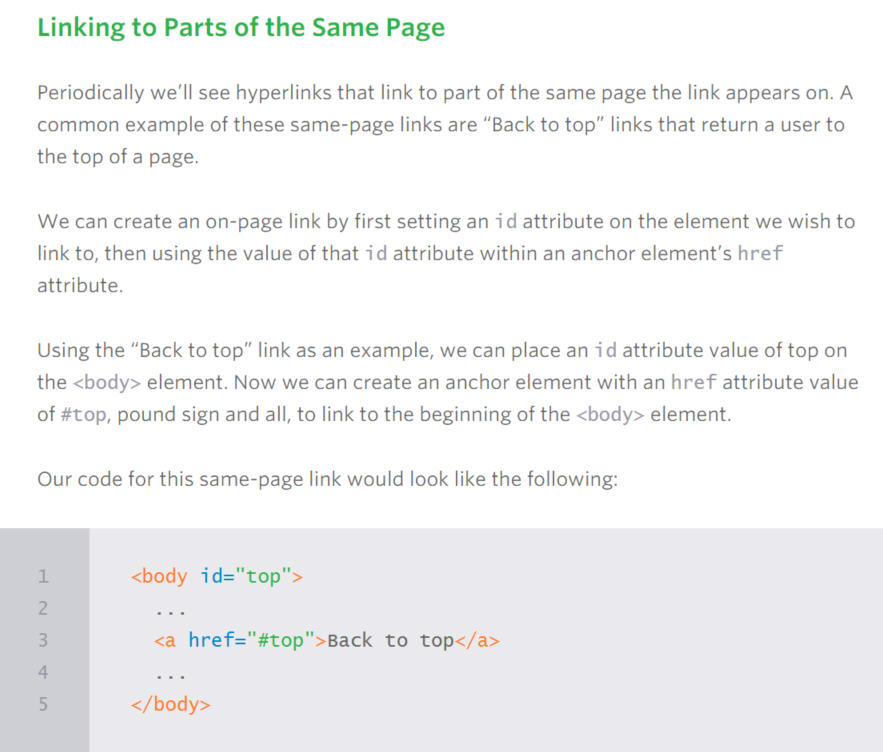 Linking to Parts of the Same Page
Periodically we’ll see hyperlinks that link to part of the same page the link appears on. A
common example of these same-page links are “Back to top” links that return a user to
the top of a page.
We can create an on-page link by first setting an id attribute on the element we wish to
link to, then using the value of that id attribute within an anchor element’s href
attribute.
Using the “Back to top” link as an example, we can place an id attribute value of top on
the <body> element. Now we can create an anchor element with an href attribute value
of #top, pound sign and all, to link to the beginning of the <body> element.
Our code for this same-page link would look like the following:
1 <body id="top">
2 ...
3 <a href="#top">Back to top</a>
4 ...
5 </body>